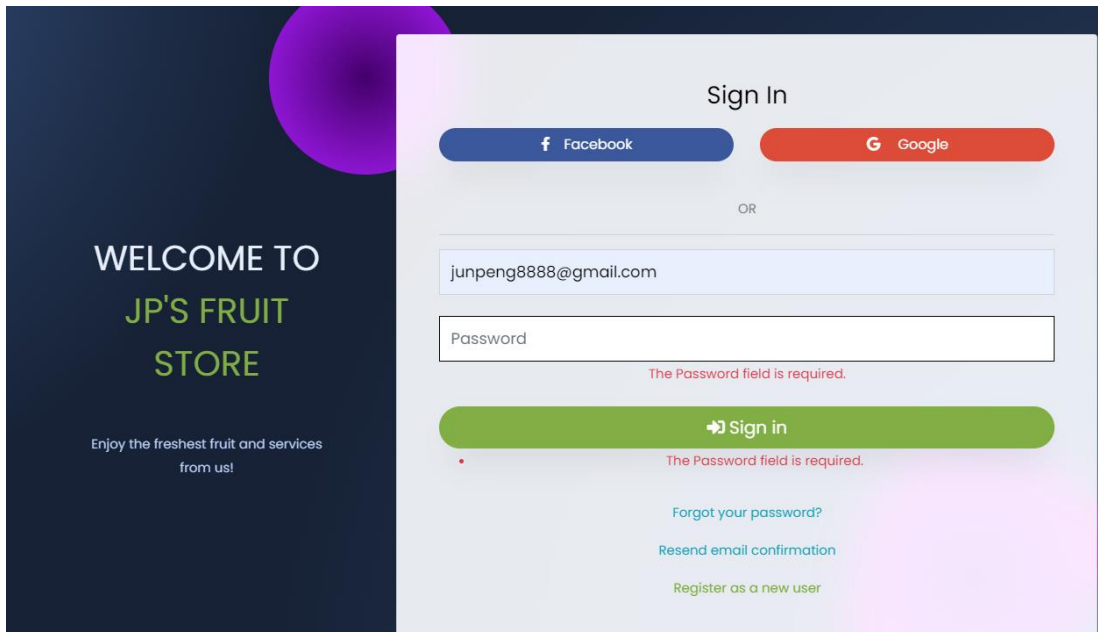 WELCOME TO
JP'S FRUIT
STORE
Enjoy the freshest fruit and services
from us!
Sign In
Facebook
Google
OR
junpeng8888@gmail.com
Password
The Password field is required.
Sign in
The Password field is required.
Forgot your password?
Resend email confirmation
Register as a new user